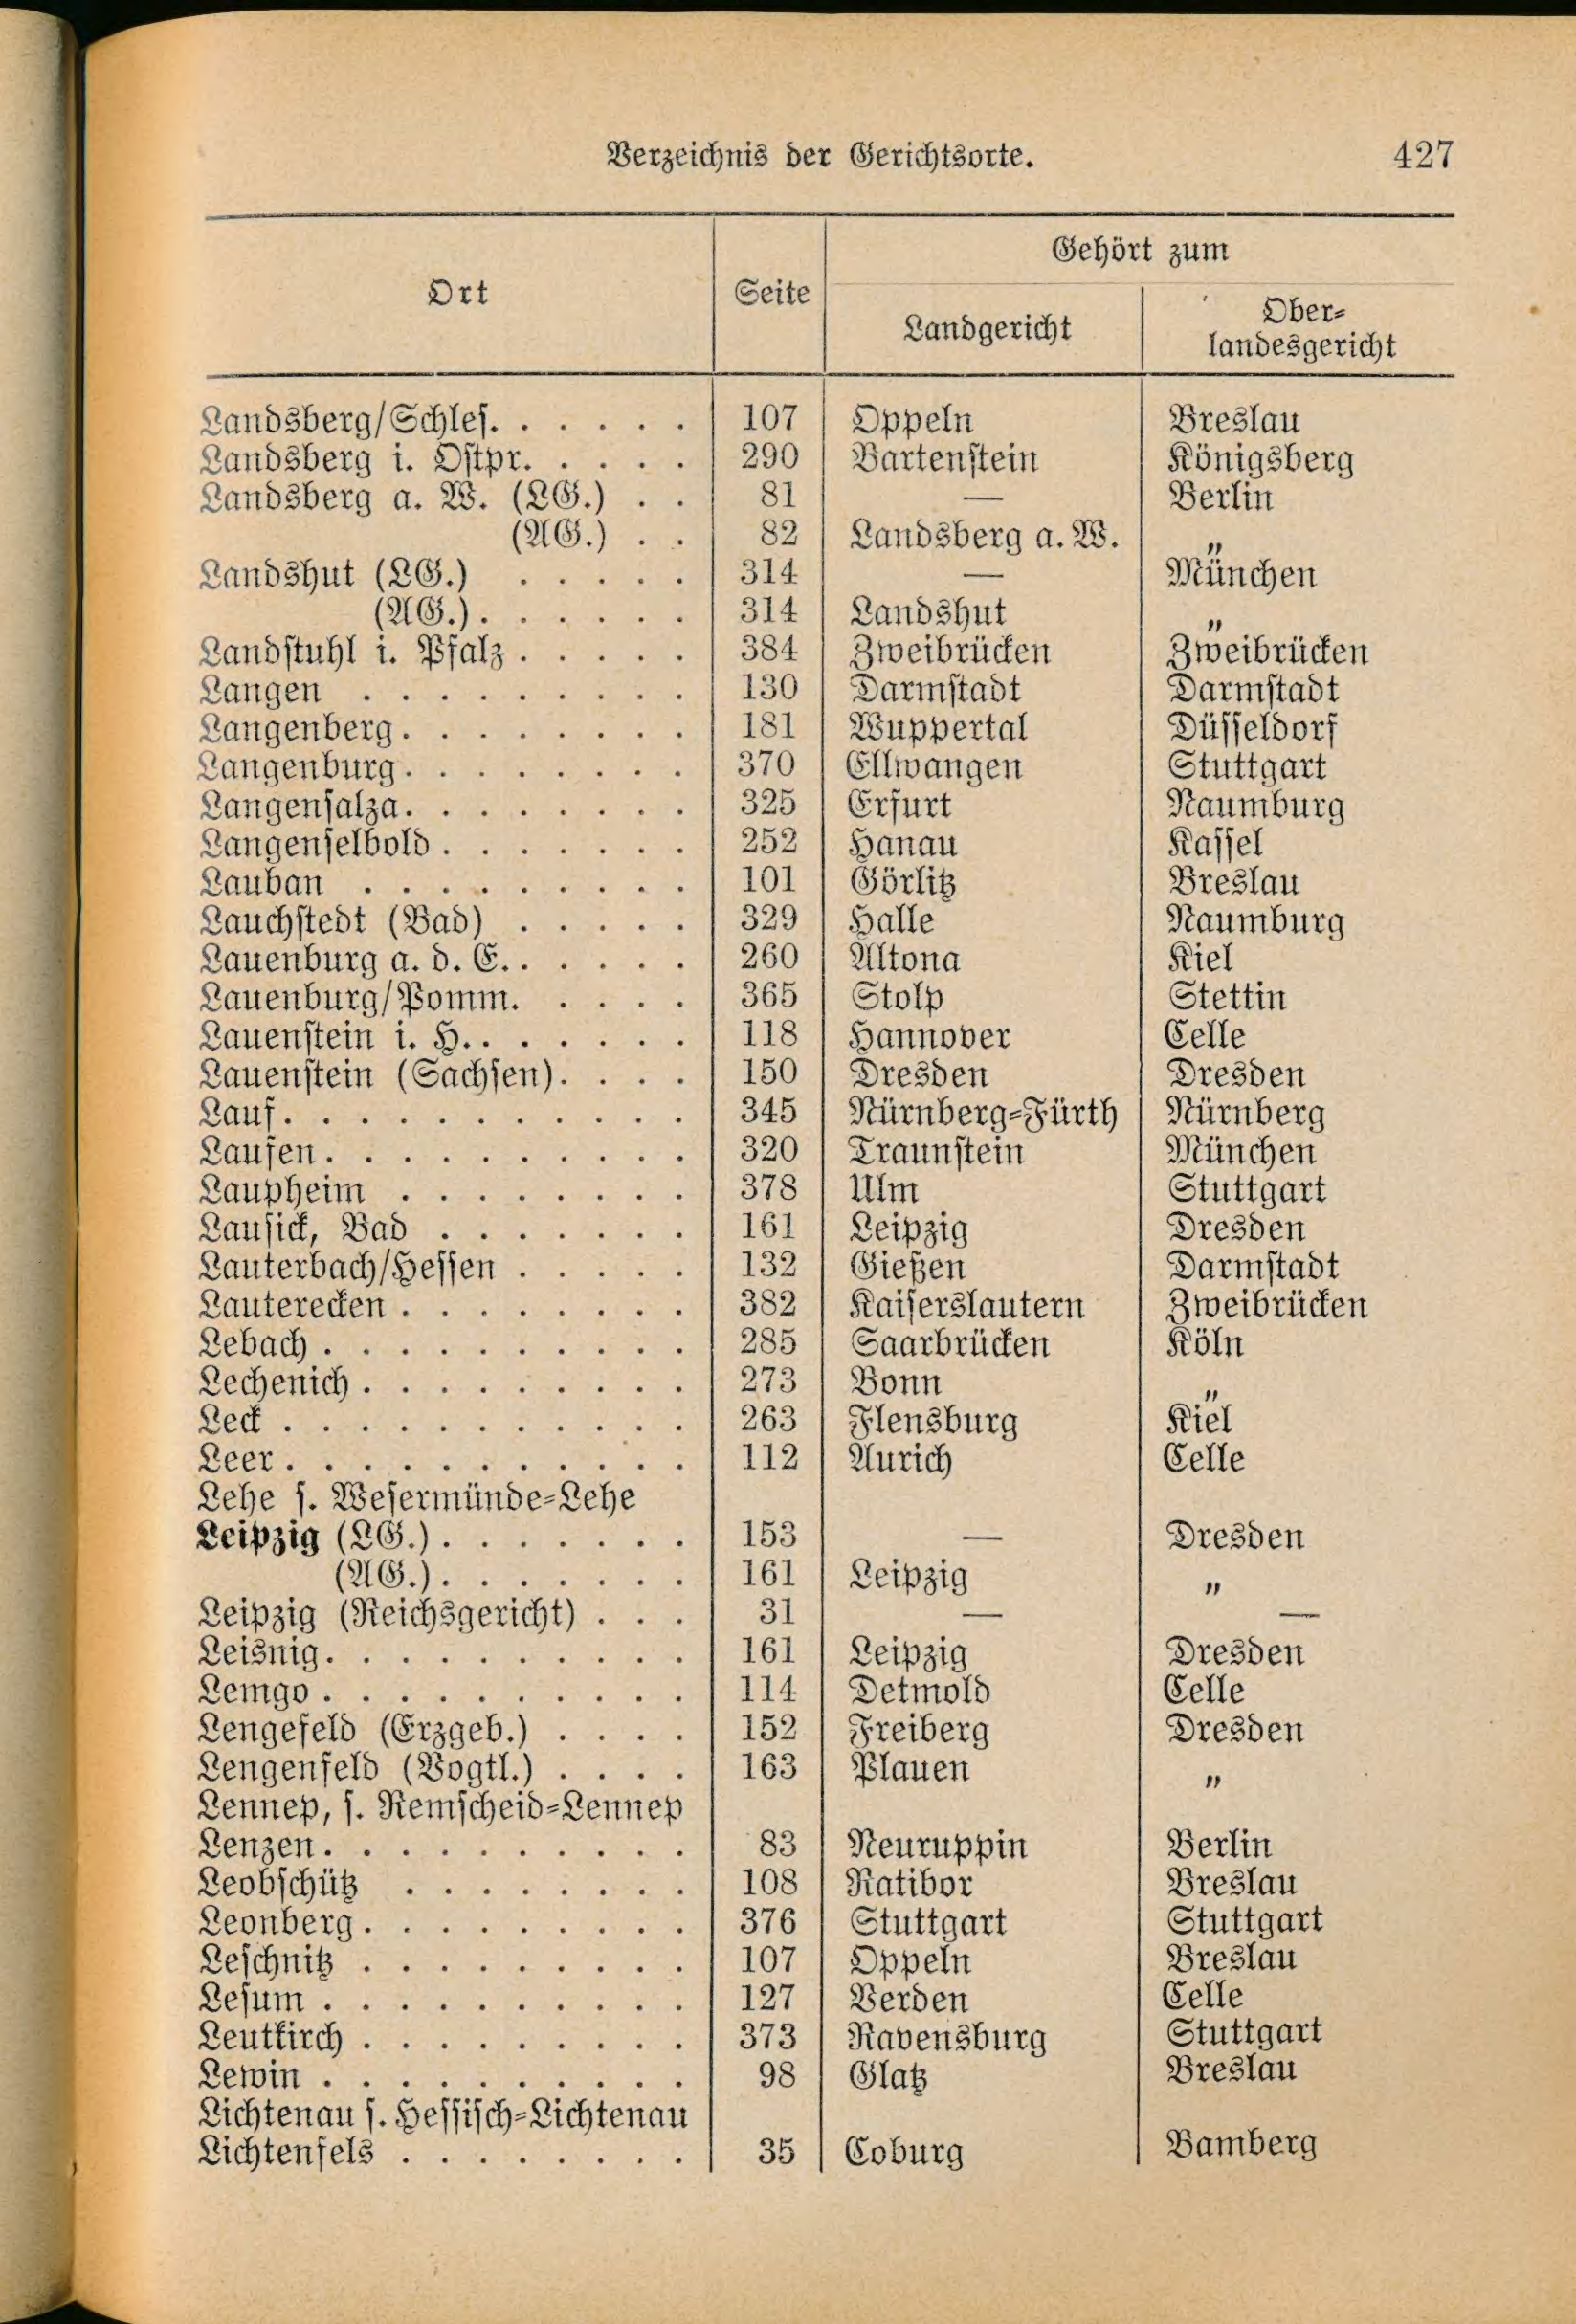 Verzeichnis der Gerichtsorte. 427
Ort Seite Gehört zum
Landgericht Ober-
landesgericht
Landsberg/Schles. . . . . . 107 Oppeln Breslau
Landsberg i. Ostpr. . . . . 290 Bartenstein Königsberg
Landsberg a. W. (LG.) . . 81 — Berlin
(AG.) . . 82 Landsberg a. W. "
Landshut (LG.) . . . . . 314 — München
(AG.) . . . . . . 314 Landshut "
Landstuhl i. Pfalz . . . . . 384 Zweibrücken Zweibrücken
Langen . . . . . . . . . 130 Darmstadt Darmstadt
Langenberg . . . . . . . . 181 Wuppertal Düsseldorf
Langenburg . . . . . . . . 370 Ellwangen Stuttgart
Langensalza . . . . . . . . 325 Erfurt Naumburg
Langenselbold . . . . . . . 252 Hanau Kassel
Lauban . . . . . . . . . 101 Görlitz Breslau
Lauchstedt (Bad) . . . . . 329 Halle Naumburg
Lauenburg a. d. E. . . . . . 260 Altona Kiel
Lauenburg/Pomm. . . . . 365 Stolp Stettin
Lauenstein i. H. . . . . . . 118 Hannover Celle
Lauenstein (Sachsen) . . . . 150 Dresden Dresden
Lauf . . . . . . . . . . . 345 Nürnberg-Fürth Nürnberg
Laufen . . . . . . . . . . 320 Traunstein München
Laupheim . . . . . . . . 378 Ulm Stuttgart
Lausick, Bad . . . . . . . 161 Leipzig Dresden
Lauterbach/Hessen . . . . . 132 Gießen Darmstadt
Lauterecken . . . . . . . . 382 Kaiserslautern Zweibrücken
Lebach . . . . . . . . . . 285 Saarbrücken Köln
Lechenich . . . . . . . . . 273 Bonn "
Leck . . . . . . . . . . . 263 Flensburg Kiel
Leer . . . . . . . . . . . 112 Aurich Celle
Lehe s. Wesermünde-Lehe
Leipzig (LG.) . . . . . . . 153 — Dresden
(AG.) . . . . . . . 161 Leipzig "
Leipzig (Reichsgericht) . . . 31 — —
Leisnig . . . . . . . . . . 161 Leipzig Dresden
Lemgo . . . . . . . . . . 114 Detmold Celle
Lengefeld (Erzgeb.) . . . . 152 Freiberg Dresden
Lengenfeld (Vogtl.) . . . . 163 Plauen "
Lennep, s. Remscheid-Lennep
Lenzen . . . . . . . . . . 83 Neuruppin Berlin
Leobschütz . . . . . . . . 108 Ratibor Breslau
Leonberg . . . . . . . . . 376 Stuttgart Stuttgart
Leschnitz . . . . . . . . . 107 Oppeln Breslau
Lesum . . . . . . . . . . 127 Verden Celle
Leutkirch . . . . . . . . . 373 Ravensburg Stuttgart
Lewin . . . . . . . . . . 98 Glatz Breslau
Lichtenau s. Hessisch-Lichtenau
Lichtenfels . . . . . . . . 35 Coburg Bamberg